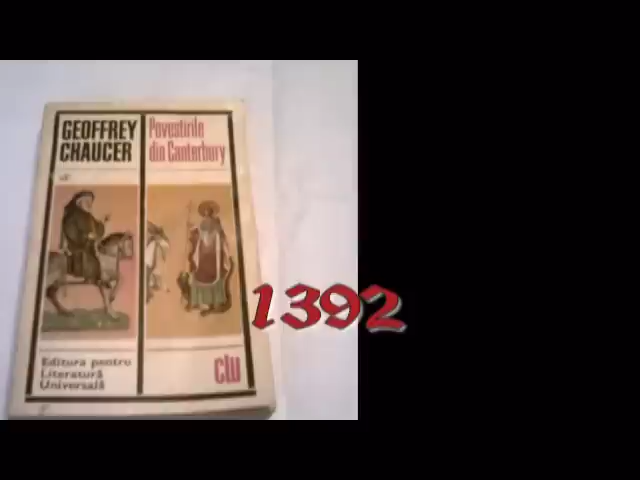 GEOFFREY
CHAUCER
Povestirile
din Canterbury
1392
Editura pentru
Literatură
Universală
clu